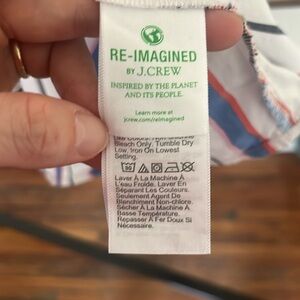 RE-IMAGINED
BY J.CREW
INSPIRED BY THE PLANET
AND ITS PEOPLE.
Learn more at
jcrew.com/reimagined
Bleach Only. Tumble Dry
Low. Iron On Lowest
Setting.
30
Laver À La Machine À
L'eau Froide. Laver En
Séparant Les Couleurs.
Seulement Agent De
Blanchiment Non-chlore.
Sécher À La Machine À
Basse Température.
Repasser À Fer Doux Si
Nécessaire.